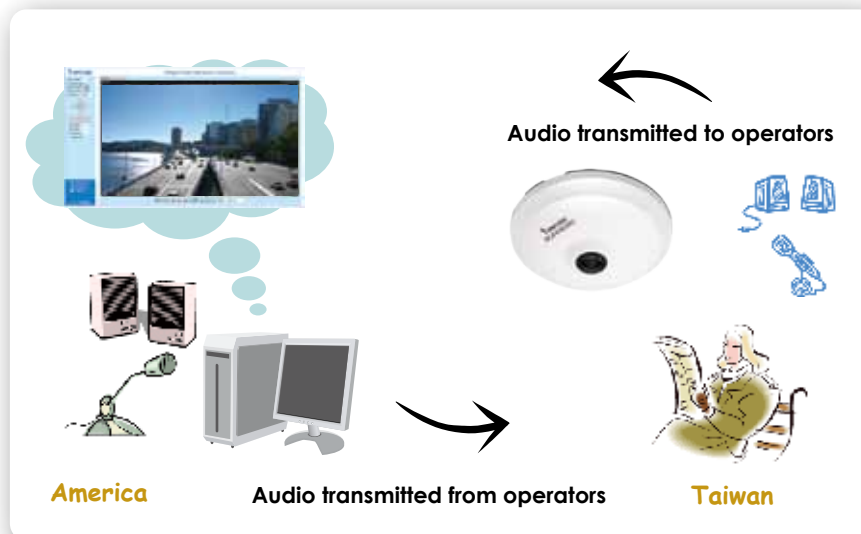 Audio transmitted to operators
America
Audio transmitted from operators
Taiwan